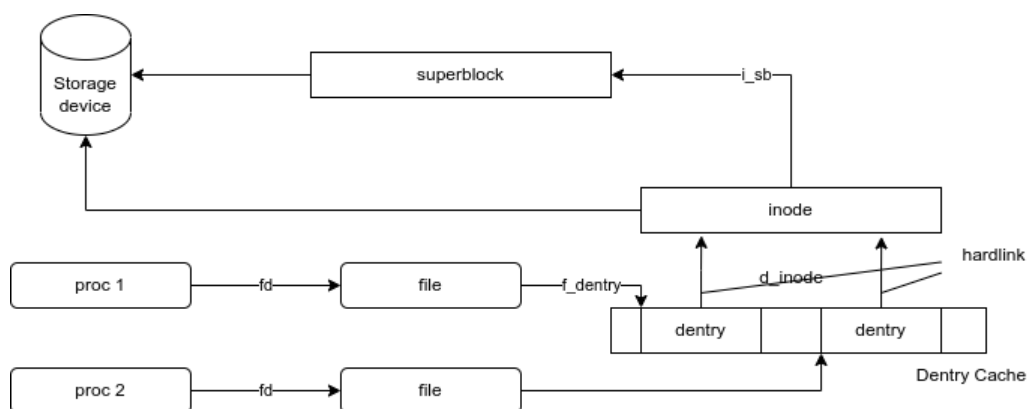 Storage
device
superblock
i_sb
inode
hardlink
proc 1
fd
file
f_dentry
d_inode
dentry
dentry
Dentry Cache
proc 2
fd
file